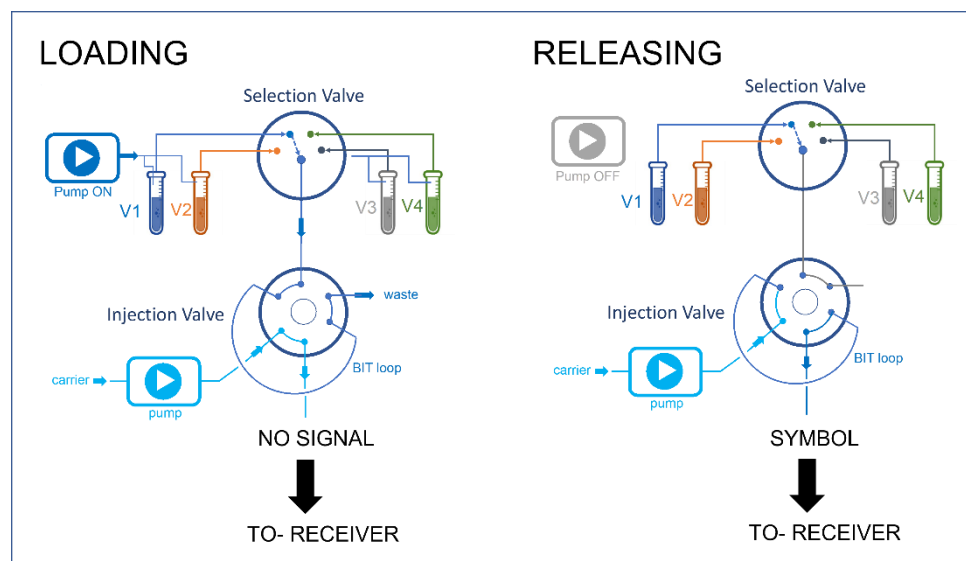 LOADING
Selection Valve
Pump ON
V1
V2
V3
V4
waste
Injection Valve
BIT loop
carrier
pump
NO SIGNAL
TO- RECEIVER
RELEASING
Selection Valve
Pump OFF
V1
V2
V3
V4
Injection Valve
BIT loop
carrier
pump
SYMBOL
TO- RECEIVER